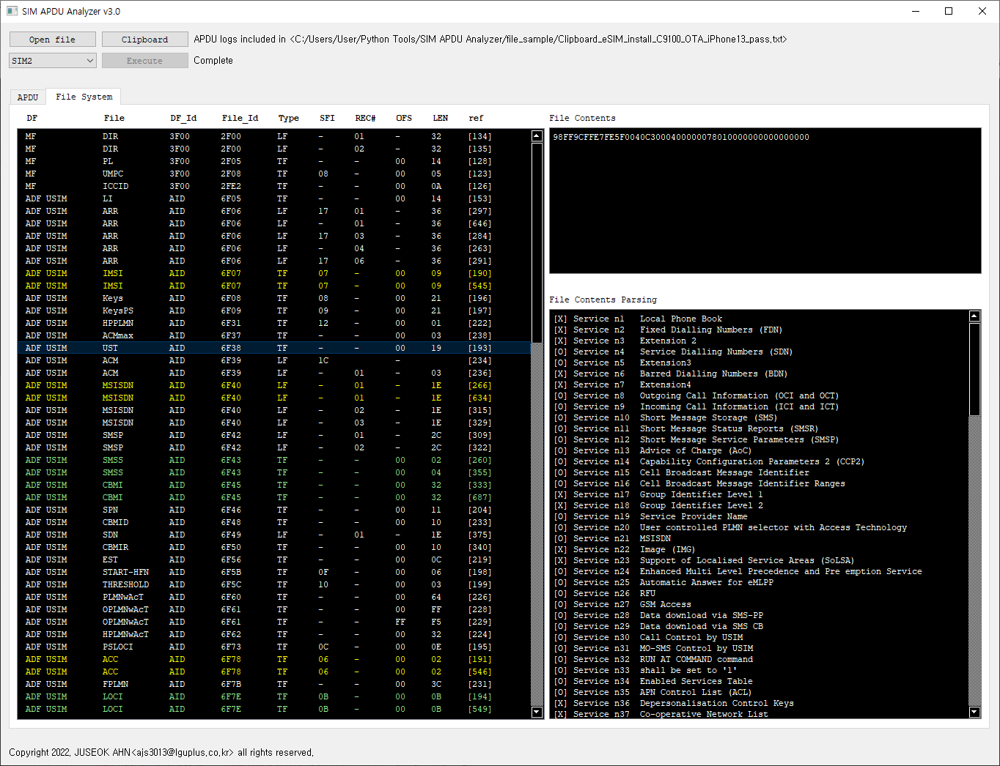 SIM APDU Analyzer v3.0
Open file Clipboard APDU logs included in <C:/Users/User/Python Tools/SIM APDU Analyzer/file_sample/Clipboard_eSIM_install_C9100_OTA_iPhone13_pass.txt>
SIM2 Execute Complete
APDU File System
DF File DF_Id File_Id Type SFI REC# OFS LEN ref
MF DIR 3F00 2F00 LF - 01 - 32 [134]
MF DIR 3F00 2F00 LF - 02 - 32 [135]
MF PL 3F00 2F05 TF - - 00 14 [128]
MF UMPC 3F00 2F08 TF 08 - 00 05 [123]
MF ICCID 3F00 2FE2 TF - - 00 0A [126]
ADF USIM LI AID 6F05 TF - - 00 14 [153]
ADF USIM ARR AID 6F06 LF 17 01 - 36 [297]
ADF USIM ARR AID 6F06 LF - 01 - 36 [646]
ADF USIM ARR AID 6F06 LF 17 03 - 36 [284]
ADF USIM ARR AID 6F06 LF - 04 - 36 [263]
ADF USIM ARR AID 6F06 LF 17 06 - 36 [291]
ADF USIM IMSI AID 6F07 TF 07 - 00 09 [190]
ADF USIM IMSI AID 6F07 TF 07 - 00 09 [545]
ADF USIM Keys AID 6F08 TF 08 - 00 21 [196]
ADF USIM KeysPS AID 6F09 TF 09 - 00 21 [197]
ADF USIM HPPLMN AID 6F31 TF 12 - 00 01 [222]
ADF USIM ACMmax AID 6F37 TF - - 00 03 [238]
ADF USIM UST AID 6F38 TF - - 00 19 [193]
ADF USIM ACM AID 6F39 LF 1C - [234]
ADF USIM ACM AID 6F39 LF - 01 - 03 [236]
ADF USIM MSISDN AID 6F40 LF - 01 - 1E [266]
ADF USIM MSISDN AID 6F40 LF - 01 - 1E [634]
ADF USIM MSISDN AID 6F40 LF - 02 - 1E [315]
ADF USIM MSISDN AID 6F40 LF - 03 - 1E [329]
ADF USIM SMSP AID 6F42 LF - 01 - 2C [309]
ADF USIM SMSP AID 6F42 LF - 02 - 2C [322]
ADF USIM SMSS AID 6F43 TF - - 00 02 [260]
ADF USIM SMSS AID 6F43 TF - - 00 04 [355]
ADF USIM CBMI AID 6F45 TF - - 00 32 [333]
ADF USIM CBMI AID 6F45 TF - - 00 32 [687]
ADF USIM SPN AID 6F46 TF - - 00 11 [204]
ADF USIM CBMID AID 6F48 TF - - 00 10 [233]
ADF USIM SDN AID 6F49 LF - 01 - 1E [375]
ADF USIM CBMIR AID 6F50 TF - - 00 10 [340]
ADF USIM EST AID 6F56 TF - - 00 0C [219]
ADF USIM START-HFN AID 6F5B TF 0F - 00 06 [198]
ADF USIM THRESHOLD AID 6F5C TF 10 - 00 03 [199]
ADF USIM PLMNwAcT AID 6F60 TF - - 00 64 [226]
ADF USIM OPLMNwAcT AID 6F61 TF - - 00 FF [228]
ADF USIM OPLMNwAcT AID 6F61 TF - - FF F5 [229]
ADF USIM HPLMNwAcT AID 6F62 TF - - 00 32 [224]
ADF USIM PSLOCI AID 6F73 TF 0C - 00 0E [195]
ADF USIM ACC AID 6F78 TF 06 - 00 02 [191]
ADF USIM ACC AID 6F78 TF 06 - 00 02 [546]
ADF USIM FPLMN AID 6F7B TF - - 00 3C [231]
ADF USIM LOCI AID 6F7E TF 0B - 00 0B [194]
ADF USIM LOCI AID 6F7E TF 0B - 00 0B [549]
File Contents
98FF9CFFE7FE5F0040C300040000007801000000000000000
File Contents Parsing
[X] Service n1 Local Phone Book
[X] Service n2 Fixed Dialling Numbers (FDN)
[X] Service n3 Extension 2
[O] Service n4 Service Dialling Numbers (SDN)
[O] Service n5 Extension3
[X] Service n6 Barred Dialling Numbers (BDN)
[X] Service n7 Extension4
[O] Service n8 Outgoing Call Information (OCI and OCT)
[O] Service n9 Incoming Call Information (ICI and ICT)
[O] Service n10 Short Message Storage (SMS)
[O] Service n11 Short Message Status Reports (SMSR)
[O] Service n12 Short Message Service Parameters (SMSP)
[O] Service n13 Advice of Charge (AoC)
[O] Service n14 Capability Configuration Parameters 2 (CCP2)
[O] Service n15 Cell Broadcast Message Identifier
[O] Service n16 Cell Broadcast Message Identifier Ranges
[X] Service n17 Group Identifier Level 1
[X] Service n18 Group Identifier Level 2
[O] Service n19 Service Provider Name
[O] Service n20 User controlled PLMN selector with Access Technology
[O] Service n21 MSISDN
[X] Service n22 Image (IMG)
[X] Service n23 Support of Localised Service Areas (SoLSA)
[O] Service n24 Enhanced Multi Level Precedence and Pre emption Service
[O] Service n25 Automatic Answer for eMLPP
[O] Service n26 RFU
[O] Service n27 GSM Access
[O] Service n28 Data download via SMS-PP
[O] Service n29 Data download via SMS CB
[O] Service n30 Call Control by USIM
[O] Service n31 MO-SMS Control by USIM
[O] Service n32 RUN AT COMMAND command
[O] Service n33 shall be set to '1'
[O] Service n34 Enabled Services Table
[O] Service n35 APN Control List (ACL)
[X] Service n36 Depersonalisation Control Keys
[X] Service n37 Co-operative Network List
Copyright 2022. JUSEOK AHN<ajs3013@lguplus.co.kr> all rights reserved.